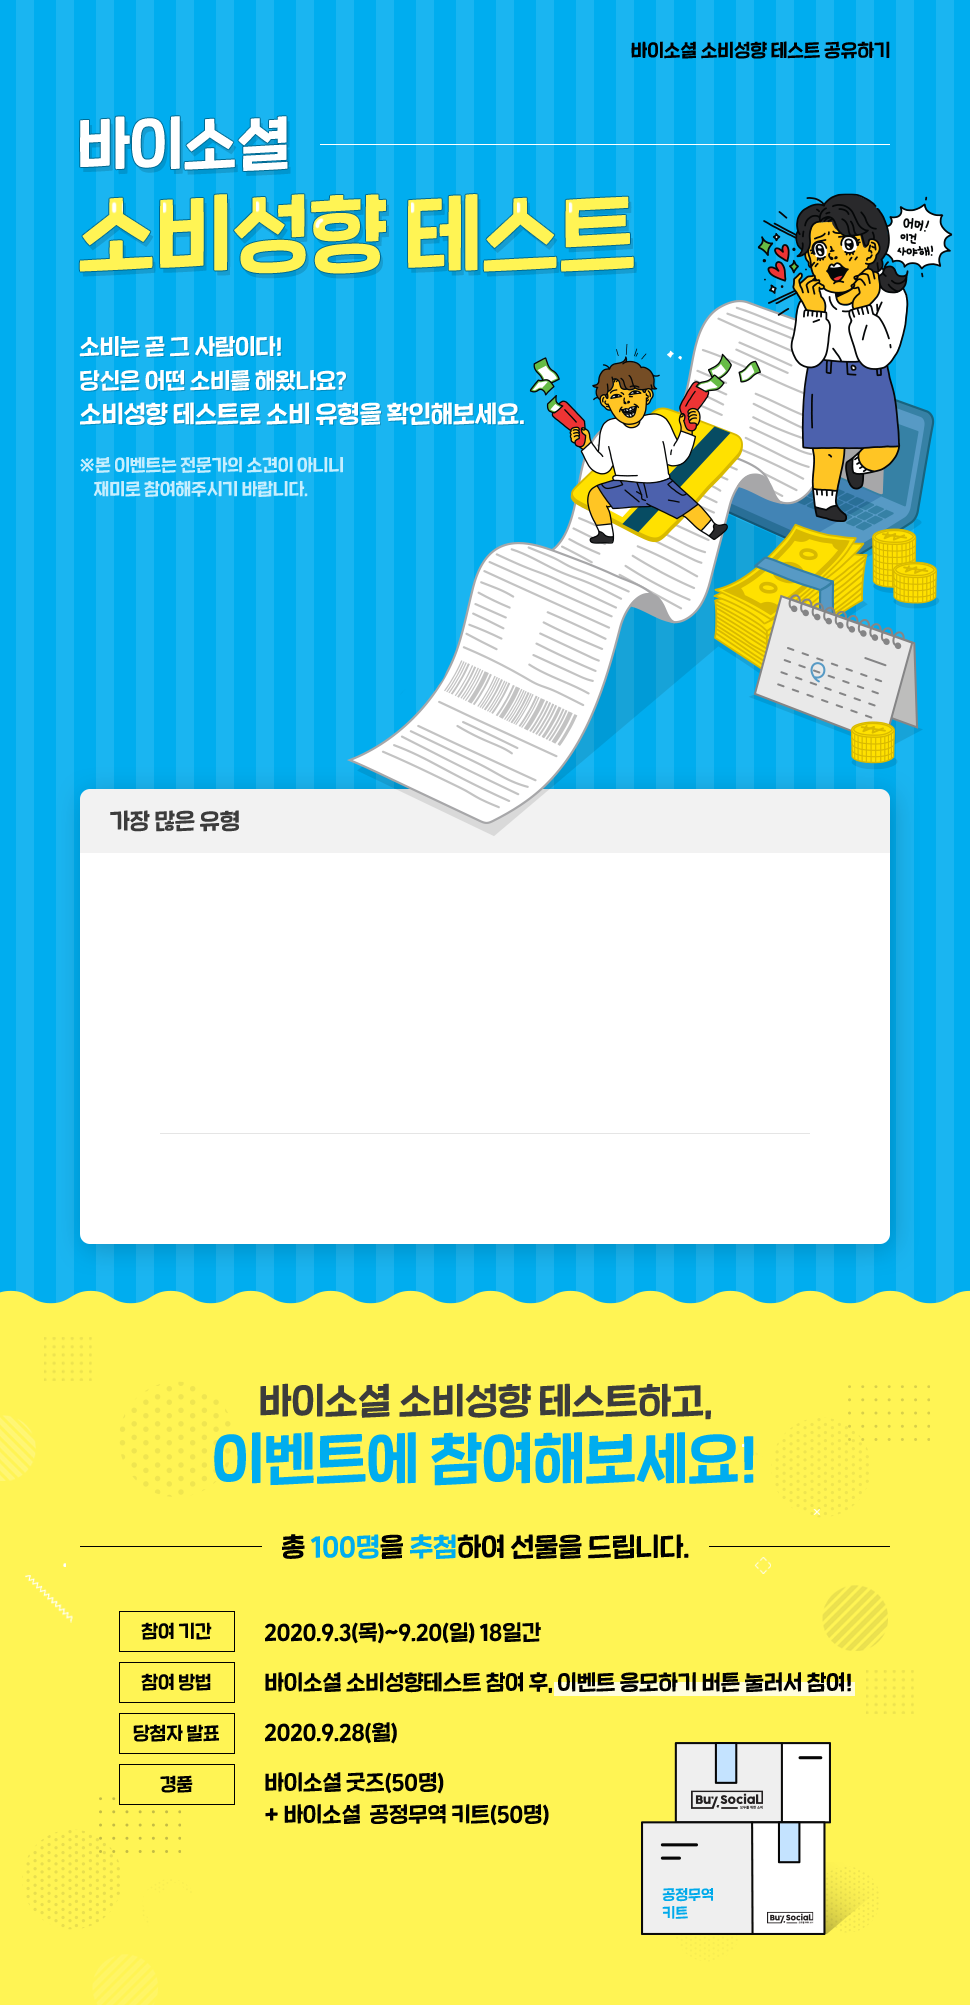 바이소셜 소비성향 테스트 공유하기
바이소셜
소비성향 테스트
어머!
이건
사야해!
소비는 곧 그 사람이다!
당신은 어떤 소비를 해왔나요?
소비성향 테스트로 소비 유형을 확인해보세요.
※본 이벤트는 전문가의 소견이 아니니
재미로 참여해주시기 바랍니다.
가장 많은 유형
바이소셜 소비성향 테스트하고,
이벤트에 참여해보세요!
총 100명을 추첨하여 선물을 드립니다.
참여 기간 2020.9.3(목)~9.20(일) 18일간
참여 방법 바이소셜 소비성향테스트 참여 후, 이벤트 응모하기 버튼 눌러서 참여!
당첨자 발표 2020.9.28(월)
경품 바이소셜 굿즈(50명)
+ 바이소셜 공정무역 키트(50명)
Buy Social
공정무역
키트
Buy Social